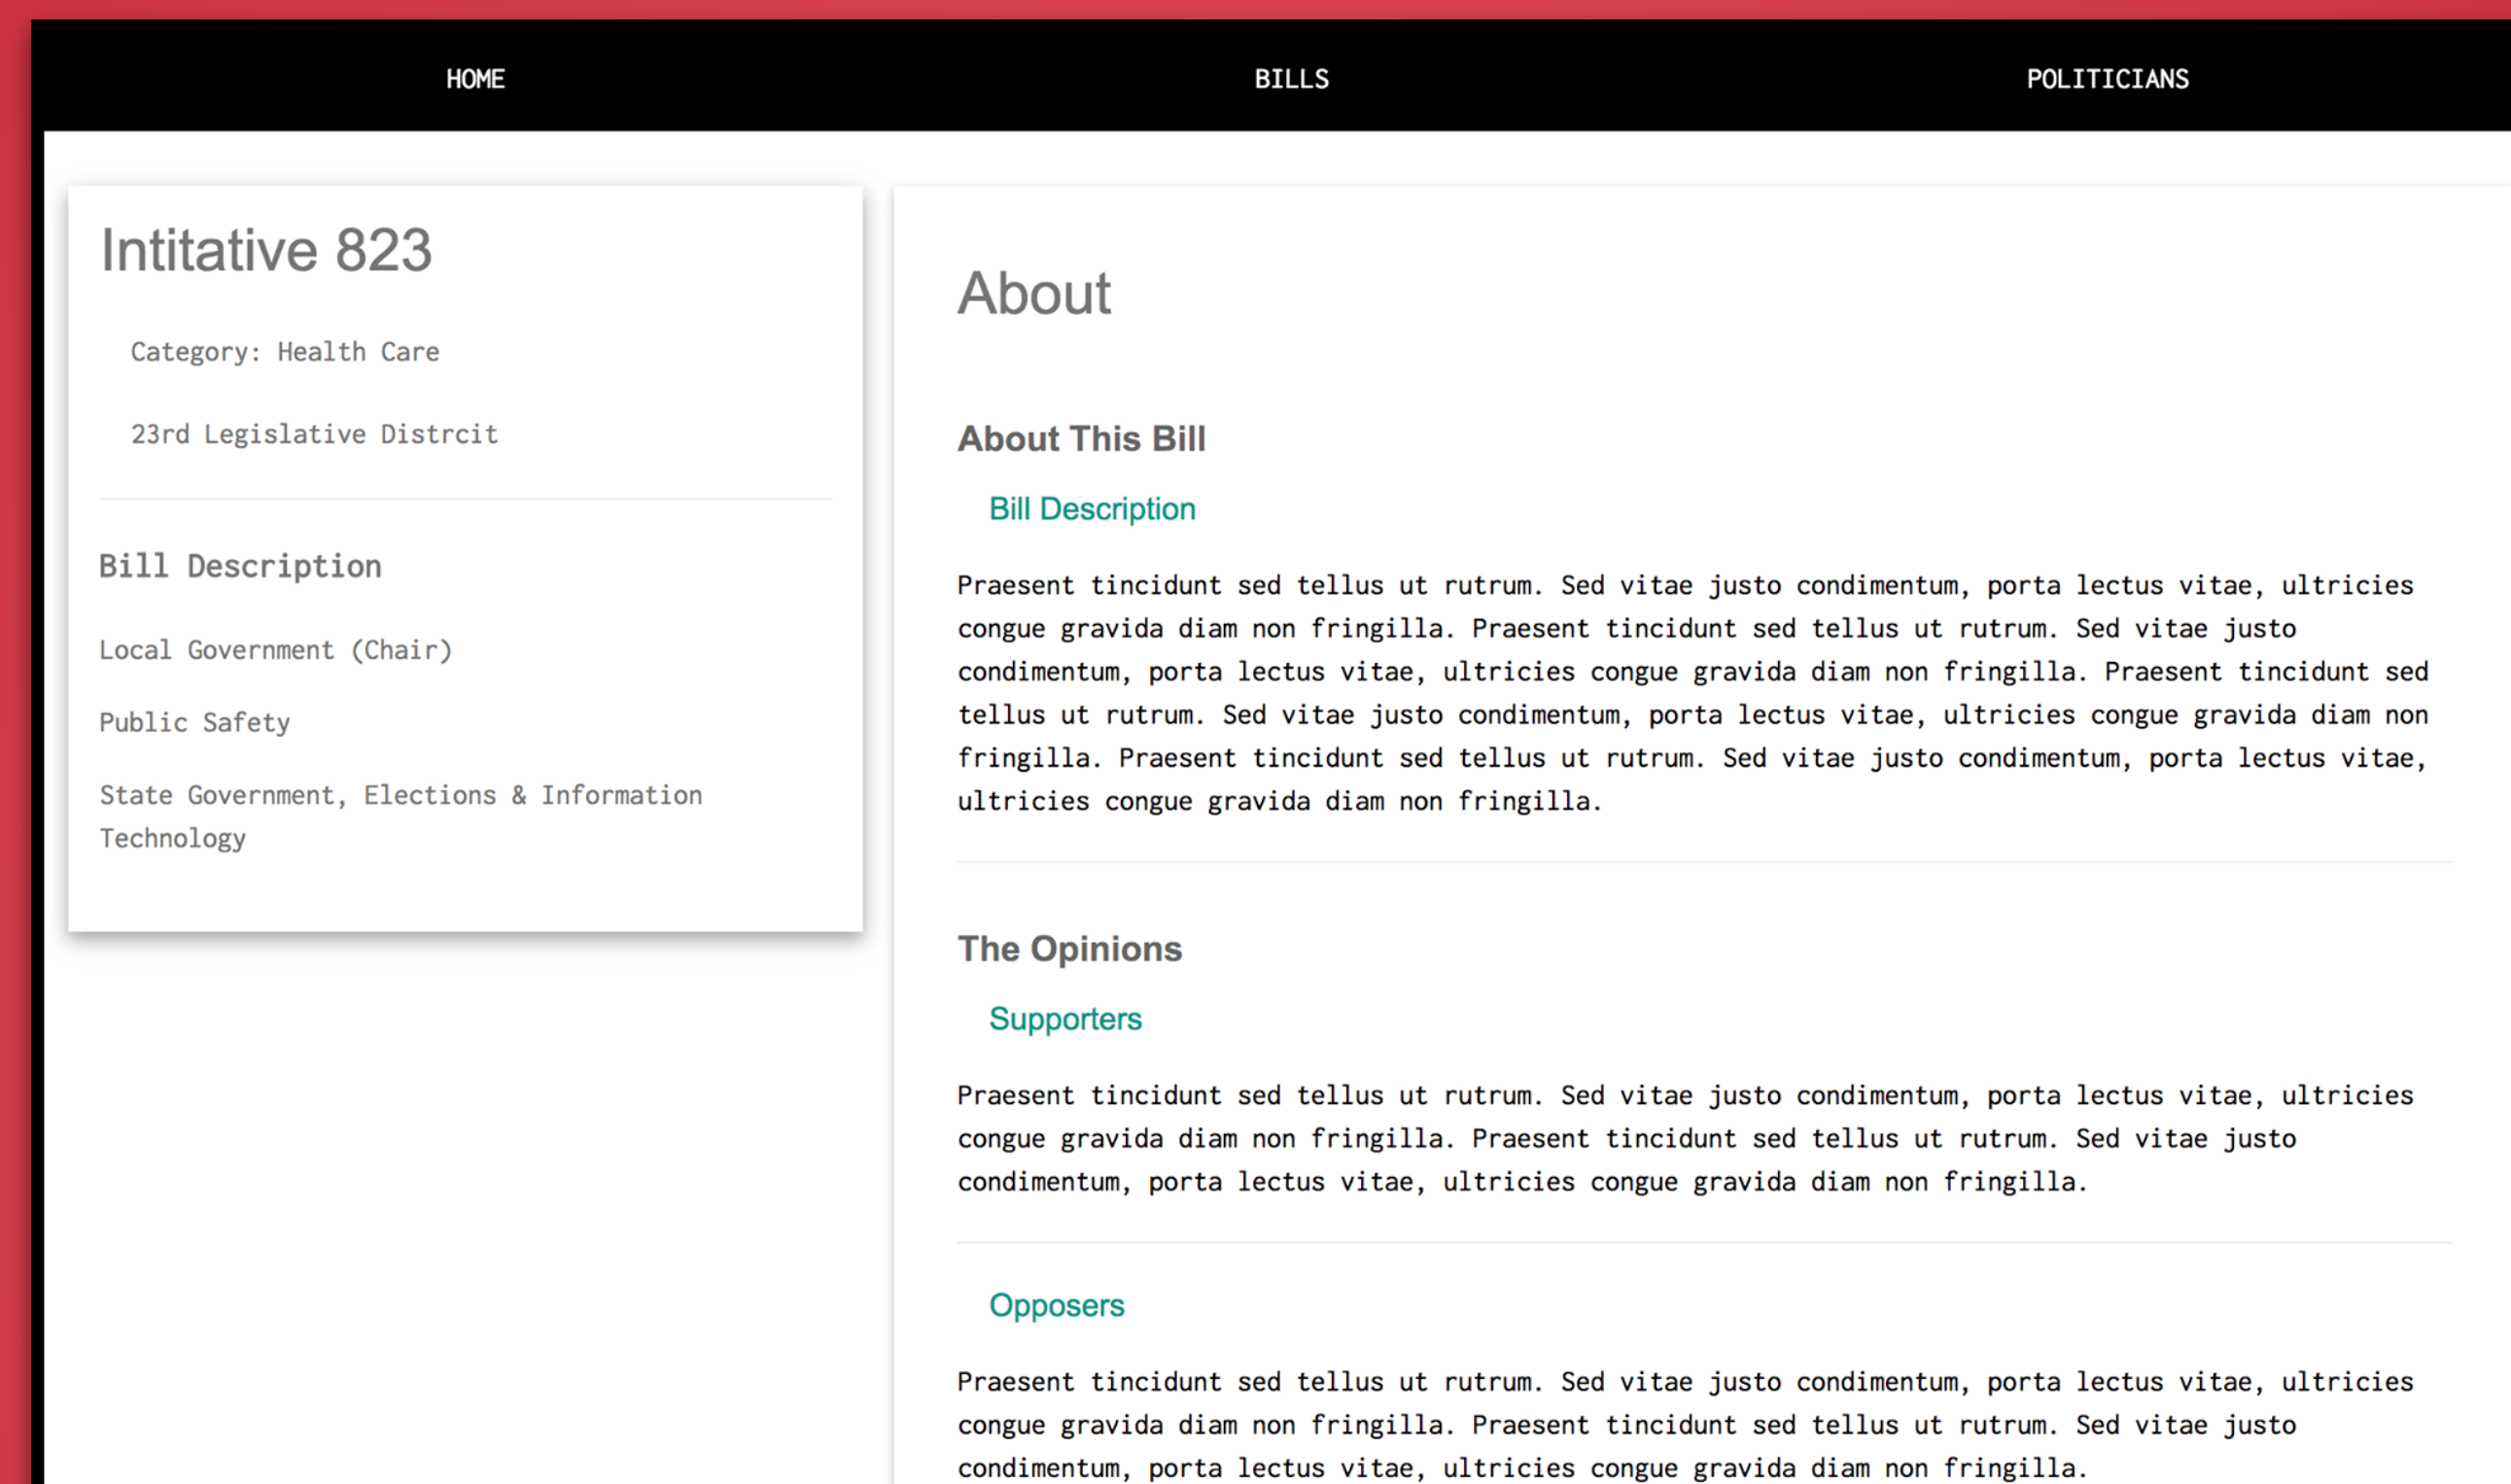 HOME BILLS POLITICIANS
Intitative 823
Category: Health Care
23rd Legislative Distrcit
Bill Description
Local Government (Chair)
Public Safety
State Government, Elections & Information
Technology
About
About This Bill
Bill Description
Praesent tincidunt sed tellus ut rutrum. Sed vitae justo condimentum, porta lectus vitae, ultricies
congue gravida diam non fringilla. Praesent tincidunt sed tellus ut rutrum. Sed vitae justo
condimentum, porta lectus vitae, ultricies congue gravida diam non fringilla. Praesent tincidunt sed
tellus ut rutrum. Sed vitae justo condimentum, porta lectus vitae, ultricies congue gravida diam non
fringilla. Praesent tincidunt sed tellus ut rutrum. Sed vitae justo condimentum, porta lectus vitae,
ultricies congue gravida diam non fringilla.
The Opinions
Supporters
Praesent tincidunt sed tellus ut rutrum. Sed vitae justo condimentum, porta lectus vitae, ultricies
congue gravida diam non fringilla. Praesent tincidunt sed tellus ut rutrum. Sed vitae justo
condimentum, porta lectus vitae, ultricies congue gravida diam non fringilla.
Opposers
Praesent tincidunt sed tellus ut rutrum. Sed vitae justo condimentum, porta lectus vitae, ultricies
congue gravida diam non fringilla. Praesent tincidunt sed tellus ut rutrum. Sed vitae justo
condimentum, porta lectus vitae, ultricies congue gravida diam non fringilla.